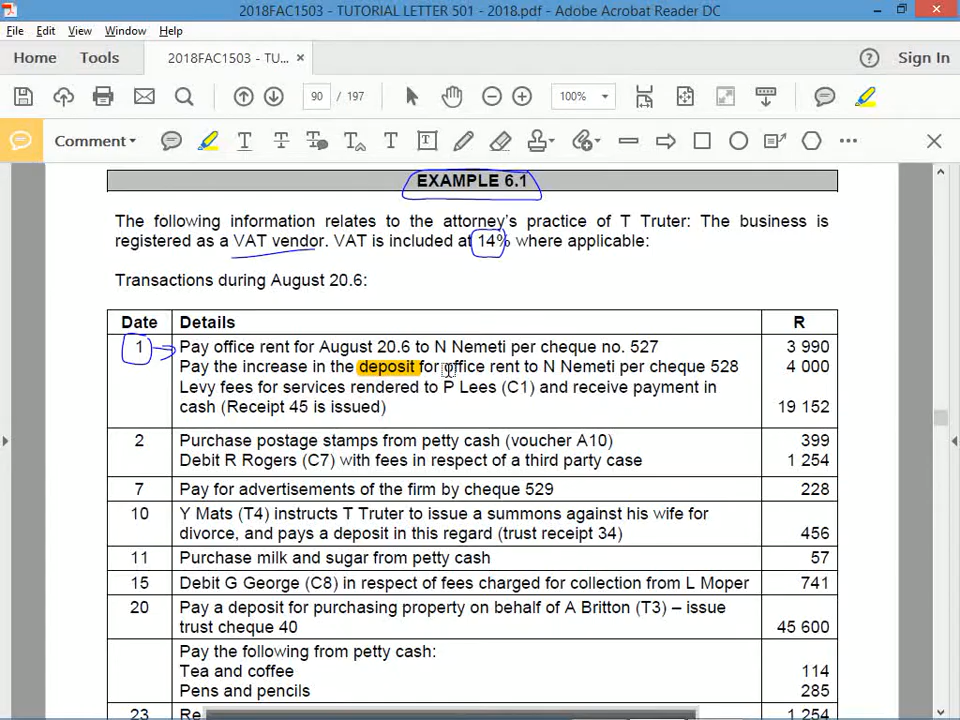 2018FAC1503 - TUTORIAL LETTER 501 - 2018.pdf - Adobe Acrobat Reader DC
File Edit View Window Help
Home Tools 2018FAC1503 - TU... × Sign In
90 / 197 100%
Comment
EXAMPLE 6.1
The following information relates to the attorney's practice of T Truter: The business is
registered as a VAT vendor. VAT is included at 14% where applicable:
Transactions during August 20.6:
Date Details R
1 Pay office rent for August 20.6 to N Nemeti per cheque no. 527 3 990
Pay the increase in the deposit for office rent to N Nemeti per cheque 528 4 000
Levy fees for services rendered to P Lees (C1) and receive payment in
cash (Receipt 45 is issued) 19 152
2 Purchase postage stamps from petty cash (voucher A10) 399
Debit R Rogers (C7) with fees in respect of a third party case 1 254
7 Pay for advertisements of the firm by cheque 529 228
10 Y Mats (T4) instructs T Truter to issue a summons against his wife for
divorce, and pays a deposit in this regard (trust receipt 34) 456
11 Purchase milk and sugar from petty cash 57
15 Debit G George (C8) in respect of fees charged for collection from L Moper 741
20 Pay a deposit for purchasing property on behalf of A Britton (T3) – issue
trust cheque 40 45 600
Pay the following from petty cash:
Tea and coffee 114
Pens and pencils 285
23 Re 1 254